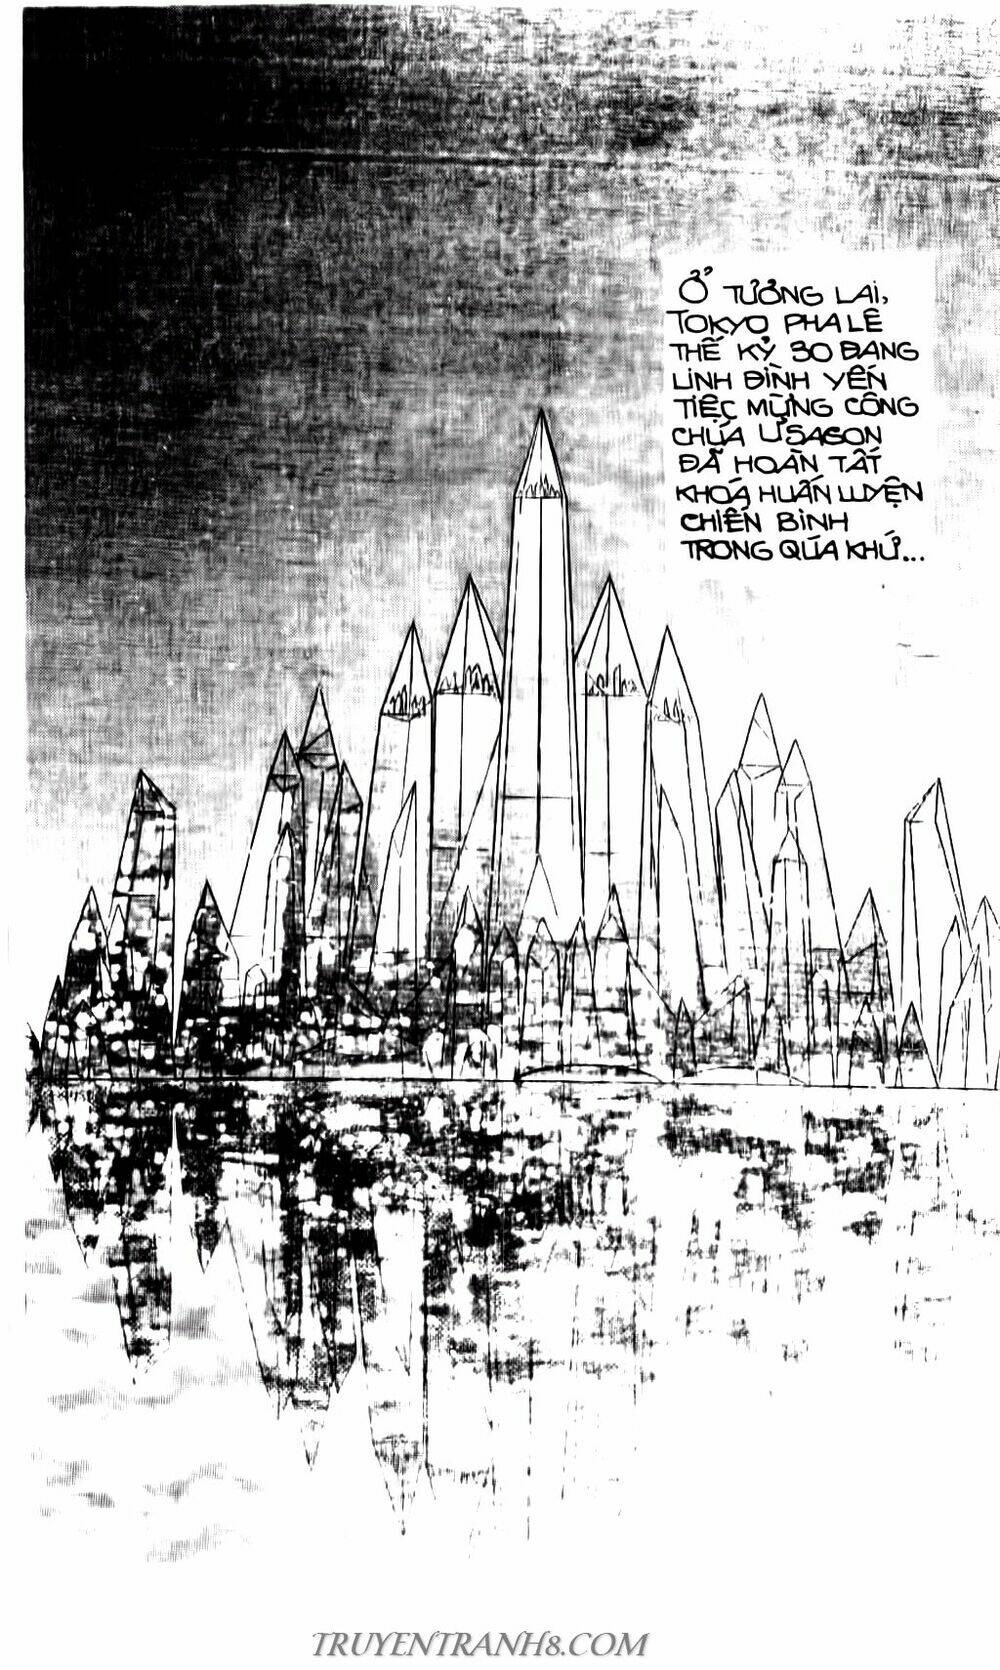 Ở TƯƠNG LAI,
TOKYO PHA LÊ
THẾ KỶ 30 ĐANG
LINH ĐÌNH YẾN
TIỆC MỪNG CÔNG
CHÚA ƯSAGON
ĐÃ HOÀN TẤT
KHOÁ HUẤN LUYỆN
CHIẾN BINH
TRONG QÚA KHỨ...
TRUYENTRANH8.COM